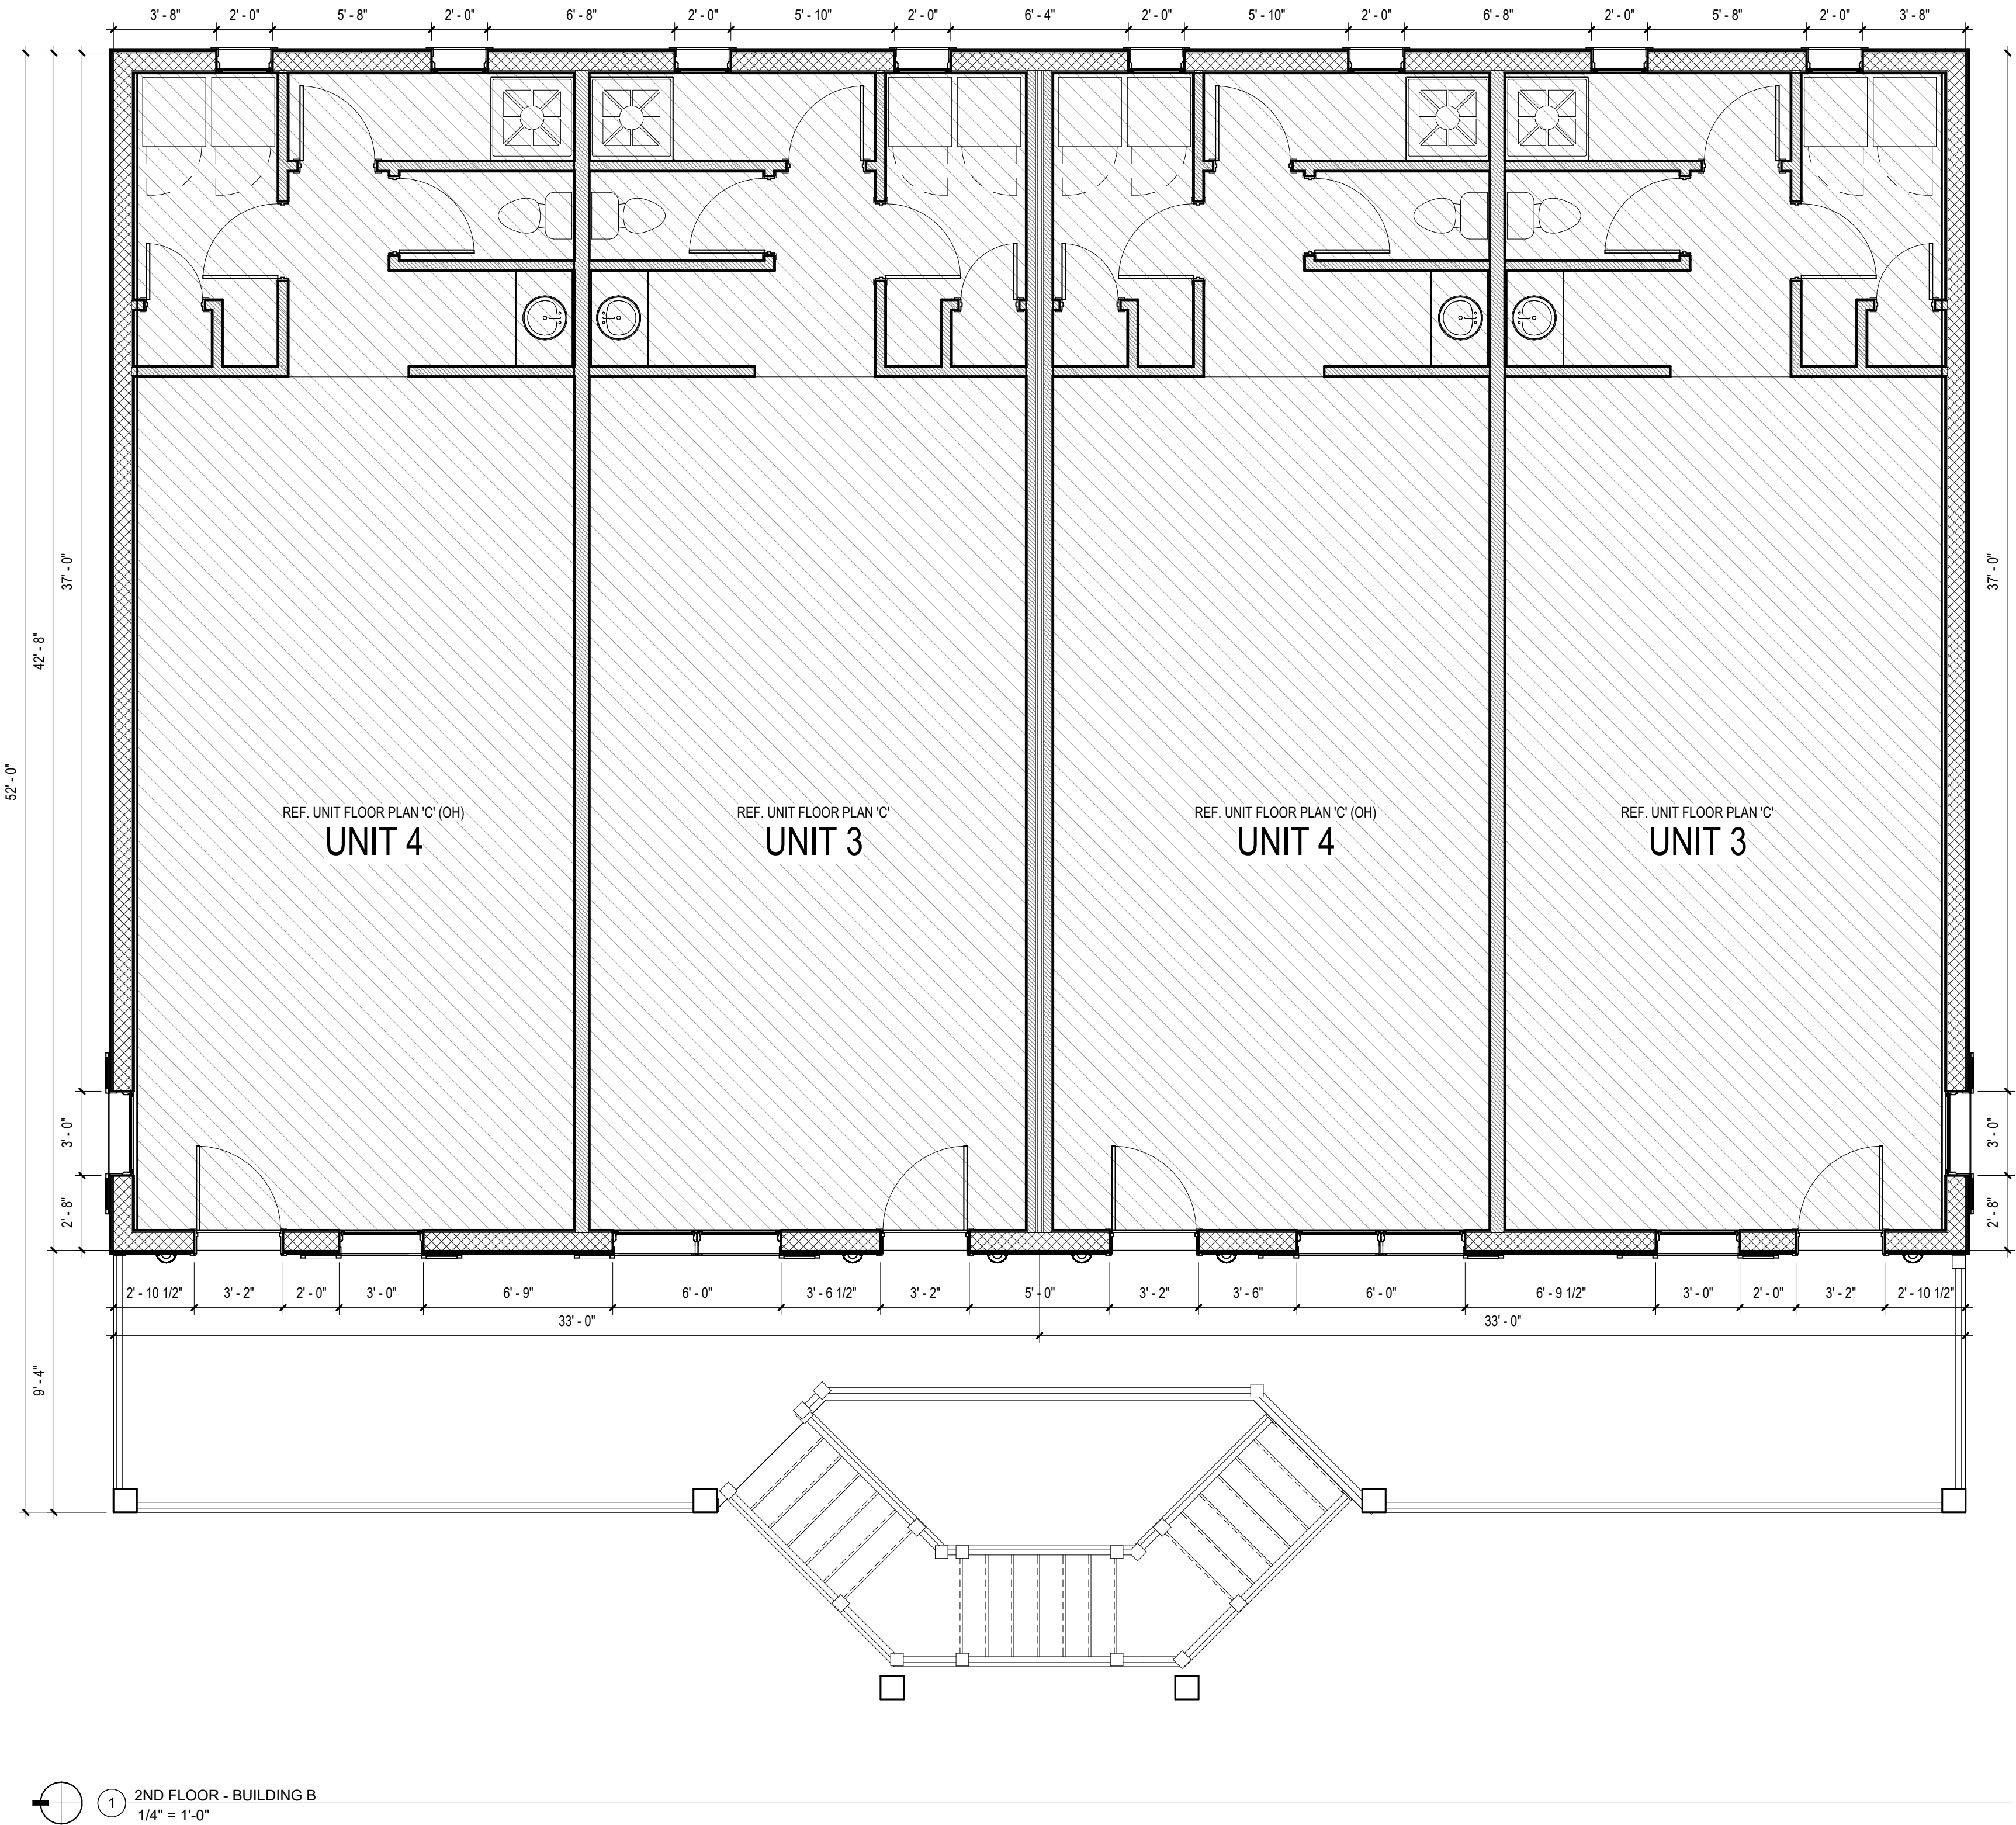 3' - 8" 2' - 0" 5' - 8" 2' - 0" 6' - 8" 2' - 0" 5' - 10" 2' - 0" 6' - 4" 2' - 0" 5' - 10" 2' - 0" 6' - 8" 2' - 0" 5' - 8" 2' - 0" 3' - 8"
37' - 0"
42' - 8"
52' - 0"
37' - 0"
REF. UNIT FLOOR PLAN 'C' (OH)
UNIT 4
REF. UNIT FLOOR PLAN 'C'
UNIT 3
REF. UNIT FLOOR PLAN 'C' (OH)
UNIT 4
REF. UNIT FLOOR PLAN 'C'
UNIT 3
3' - 0"
2' - 8"
3' - 0"
2' - 8"
2' - 10 1/2" 3' - 2" 2' - 0" 3' - 0" 6' - 9" 6' - 0" 3' - 6 1/2" 3' - 2" 5' - 0" 3' - 2" 3' - 6" 6' - 0" 6' - 9 1/2" 3' - 0" 2' - 0" 3' - 2" 2' - 10 1/2"
33' - 0" 33' - 0"
9' - 4"
1 2ND FLOOR - BUILDING B
1/4" = 1'-0"